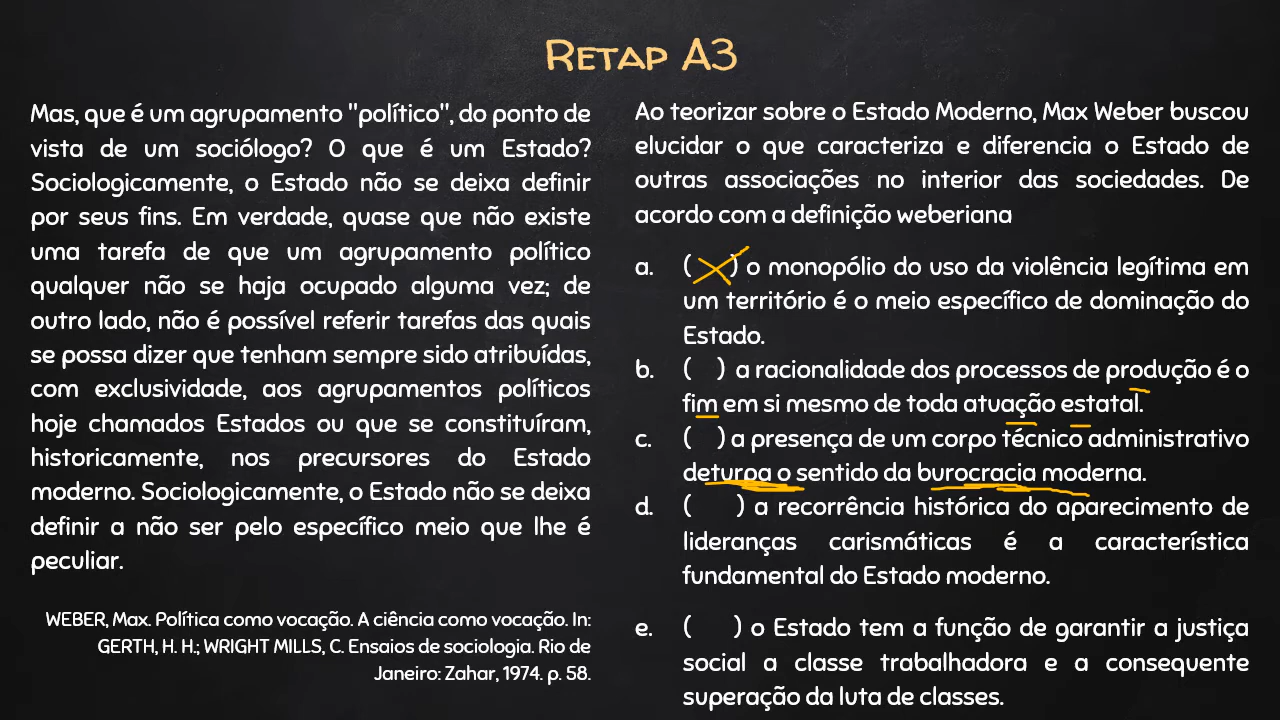 Retap A3
Mas, que é um agrupamento "político", do ponto de
vista de um sociólogo? O que é um Estado?
Sociologicamente, o Estado não se deixa definir
por seus fins. Em verdade, quase que não existe
uma tarefa de que um agrupamento político
qualquer não se haja ocupado alguma vez; de
outro lado, não é possível referir tarefas das quais
se possa dizer que tenham sempre sido atribuídas,
com exclusividade, aos agrupamentos políticos
hoje chamados Estados ou que se constituíram,
historicamente, nos precursores do Estado
moderno. Sociologicamente, o Estado não se deixa
definir a não ser pelo específico meio que lhe é
peculiar.
WEBER, Max. Política como vocação. A ciência como vocação. In:
GERTH, H. H.; WRIGHT MILLS, C. Ensaios de sociologia. Rio de
Janeiro: Zahar, 1974. p. 58.
Ao teorizar sobre o Estado Moderno, Max Weber buscou
elucidar o que caracteriza e diferencia o Estado de
outras associações no interior das sociedades. De
acordo com a definição weberiana
a. ( X ) o monopólio do uso da violência legítima em
um território é o meio específico de dominação do
Estado.
b. ( ) a racionalidade dos processos de produção é o
fim em si mesmo de toda atuação estatal.
c. ( ) a presença de um corpo técnico administrativo
deturpa o sentido da burocracia moderna.
d. ( ) a recorrência histórica do aparecimento de
lideranças carismáticas é a característica
fundamental do Estado moderno.
e. ( ) o Estado tem a função de garantir a justiça
social a classe trabalhadora e a consequente
superação da luta de classes.